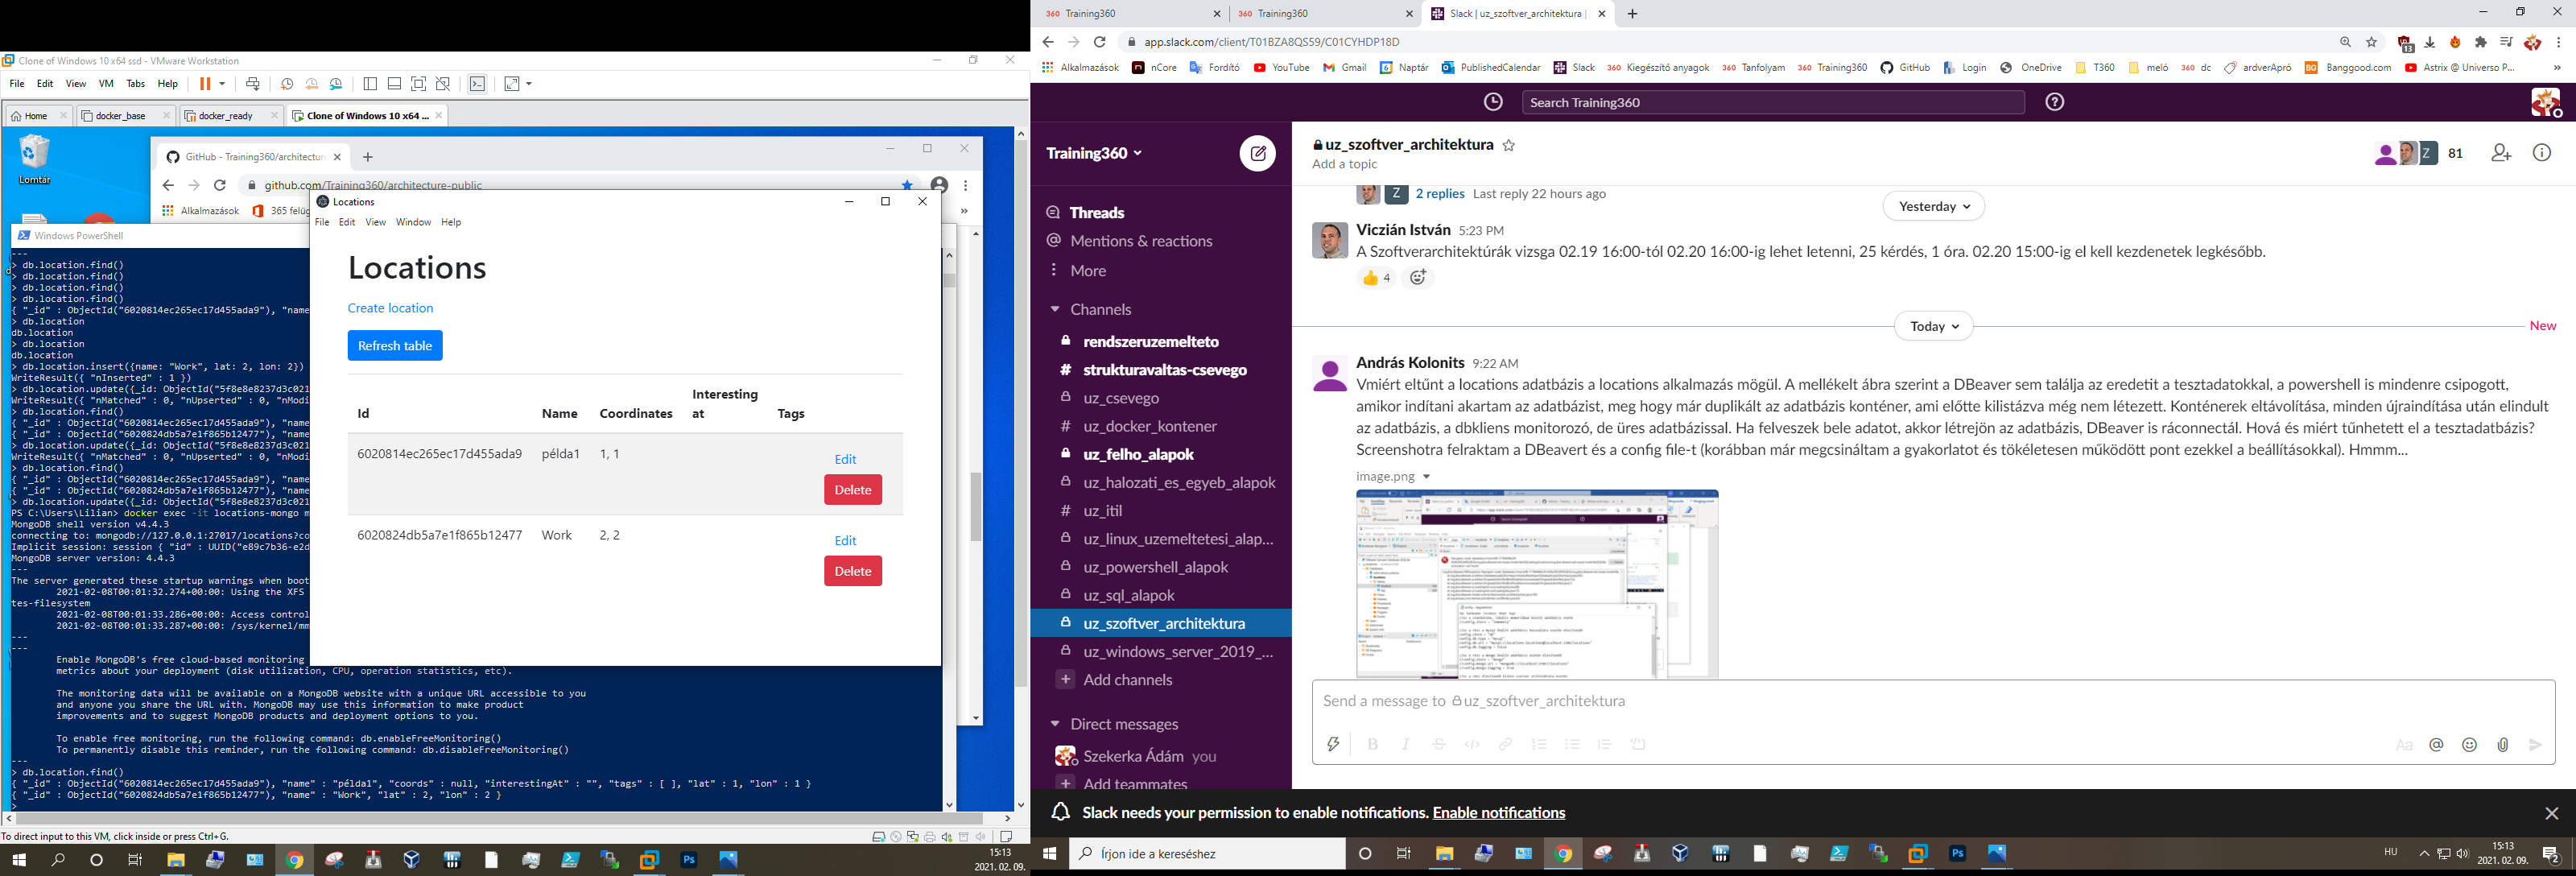 Clone of Windows 10 x64 ssd - VMware Workstation
File Edit View VM Tabs Help
Home docker_base docker_ready Clone of Windows 10 x64 ...
Lomtár
GitHub - Training360/architectur
github.com/Training360/architecture-public
Alkalmazások 365 felüg
Windows PowerShell
---
> db.location.find()
> db.location.find()
> db.location.find()
> db.location.find()
{ "_id" : ObjectId("6020814ec265ec17d455ada9"), "name
> db.location
db.location
> db.location
db.location
> db.location.insert({name: "Work", lat: 2, lon: 2})
WriteResult({ "nInserted" : 1 })
> db.location.update({_id: ObjectId("5f8e8e8237d3c021
WriteResult({ "nMatched" : 0, "nUpserted" : 0, "nModi
> db.location.find()
{ "_id" : ObjectId("6020814ec265ec17d455ada9"), "name
{ "_id" : ObjectId("6020824db5a7e1f865b12477"), "name
> db.location.update({_id: ObjectId("5f8e8e8237d3c021
WriteResult({ "nMatched" : 0, "nUpserted" : 0, "nModi
> db.location.find()
{ "_id" : ObjectId("6020814ec265ec17d455ada9"), "name
{ "_id" : ObjectId("6020824db5a7e1f865b12477"), "name
> db.location.update({_id: ObjectId("5f8e8e8237d3c021
PS C:\Users\Lilian> docker exec -it locations-mongo m
MongoDB shell version v4.4.3
connecting to: mongodb://127.0.0.1:27017/locations?co
Implicit session: session { "id" : UUID("e89c7b36-e2d
MongoDB server version: 4.4.3
---
The server generated these startup warnings when boot
2021-02-08T00:01:32.274+00:00: Using the XFS
tes-filesystem
2021-02-08T00:01:33.286+00:00: Access control
2021-02-08T00:01:33.287+00:00: /sys/kernel/mm
---
---
Enable MongoDB's free cloud-based monitoring
metrics about your deployment (disk utilization, CPU, operation statistics, etc).
The monitoring data will be available on a MongoDB website with a unique URL accessible to you
and anyone you share the URL with. MongoDB may use this information to make product
improvements and to suggest MongoDB products and deployment options to you.
To enable free monitoring, run the following command: db.enableFreeMonitoring()
To permanently disable this reminder, run the following command: db.disableFreeMonitoring()
---
> db.location.find()
{ "_id" : ObjectId("6020814ec265ec17d455ada9"), "name" : "példa1", "coords" : null, "interestingAt" : "", "tags" : [ ], "lat" : 1, "lon" : 1 }
{ "_id" : ObjectId("6020824db5a7e1f865b12477"), "name" : "Work", "lat" : 2, "lon" : 2 }
>
Locations
File Edit View Window Help
Locations
Create location
Refresh table
Id Name Coordinates Interesting at Tags
6020814ec265ec17d455ada9 példa1 1, 1 Edit
Delete
6020824db5a7e1f865b12477 Work 2, 2 Edit
Delete
To direct input to this VM, click inside or press Ctrl+G.
15:13
2021. 02. 09.
360 Training360 360 Training360 Slack | uz_szoftver_architektura |
app.slack.com/client/T01BZA8QS59/C01CYHDP18D
13
Alkalmazások nCore Fordító YouTube Gmail Naptár PublishedCalendar Slack 360 Kiegészítő anyagok 360 Tanfolyam 360 Training360 GitHub Login OneDrive T360 meló 360 dc ardverApró BG Banggood.com Astrix @ Universo P...
Search Training360
Training360
Threads
Mentions & reactions
More
Channels
rendszeruzemelteto
# strukturavaltas-csevego
uz_csevego
# uz_docker_kontener
uz_felho_alapok
uz_halozati_es_egyeb_alapok
# uz_itil
uz_linux_uzemeltetesi_alap...
uz_powershell_alapok
uz_sql_alapok
uz_szoftver_architektura
uz_windows_server_2019_...
Add channels
Direct messages
Szekerka Ádám you
Add teammates
uz_szoftver_architektura
Add a topic
Z 81
Z 2 replies Last reply 22 hours ago
Yesterday
Viczián István 5:23 PM
A Szoftverarchitektúrák vizsga 02.19 16:00-tól 02.20 16:00-ig lehet letenni, 25 kérdés, 1 óra. 02.20 15:00-ig el kell kezdenetek legkésőbb.
4
Today
New
András Kolonits 9:22 AM
Vmiért eltűnt a locations adatbázis a locations alkalmazás mögül. A mellékelt ábra szerint a DBeaver sem találja az eredetit a tesztadatokkal, a powershell is mindenre csipogott,
amikor indítani akartam az adatbázist, meg hogy már duplikált az adatbázis konténer, ami előtte kilistázva még nem létezett. Konténerek eltávolítása, minden újraindítása után elindult
az adatbázis, a dbkliens monitorozó, de üres adatbázissal. Ha felveszek bele adatot, akkor létrejön az adatbázis, DBeaver is ráconnectál. Hová és miért tűnhetett el a tesztadatbázis?
Screenshotra felraktam a DBeavert és a config file-t (korábban már megcsináltam a gyakorlatot és tökéletesen működött pont ezekkel a beállításokkal). Hmmm...
image.png
Send a message to uz_szoftver_architektura
Slack needs your permission to enable notifications. Enable notifications
Írjon ide a kereséshez
HU
15:13
2021. 02. 09.
2